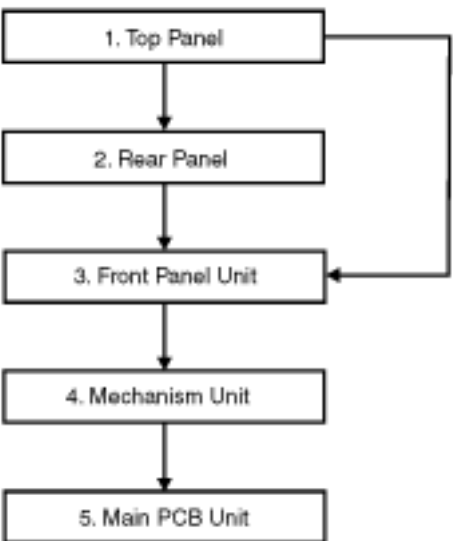 1. Top Panel
2. Rear Panel
3. Front Panel Unit
4. Mechanism Unit
5. Main PCB Unit